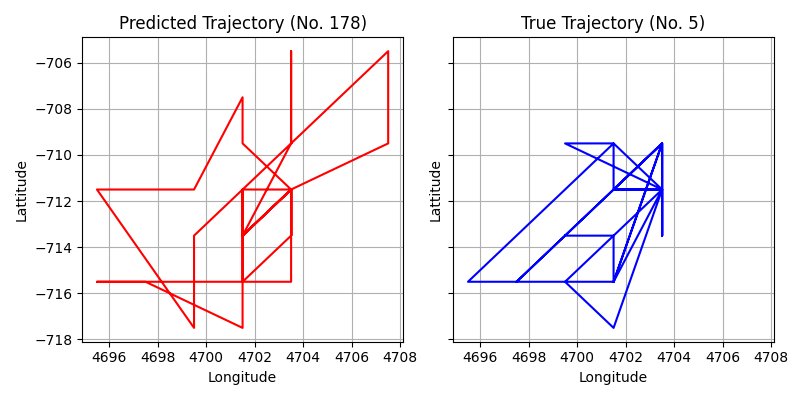 Predicted Trajectory (No. 178)
True Trajectory (No. 5)
−706
−708
−710
−712
−714
−716
−718
Lattitude
Lattitude
4696 4698 4700 4702 4704 4706 4708
4696 4698 4700 4702 4704 4706 4708
Longitude
Longitude